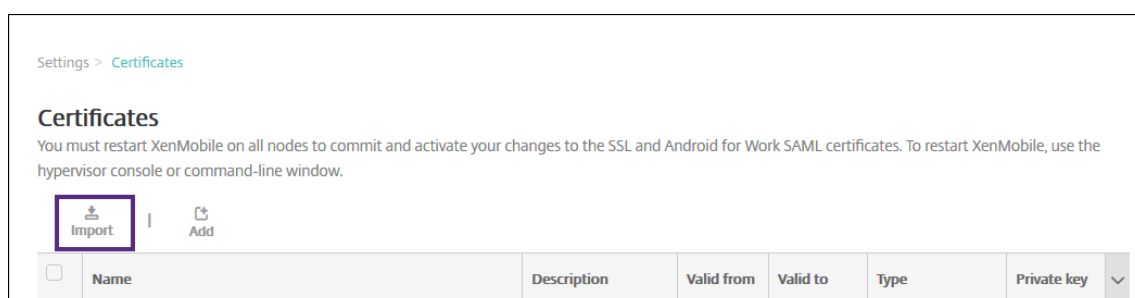 Settings > Certificates
Certificates
You must restart XenMobile on all nodes to commit and activate your changes to the SSL and Android for Work SAML certificates. To restart XenMobile, use the
hypervisor console or command-line window.
Import | Add
Name Description Valid from Valid to Type Private key